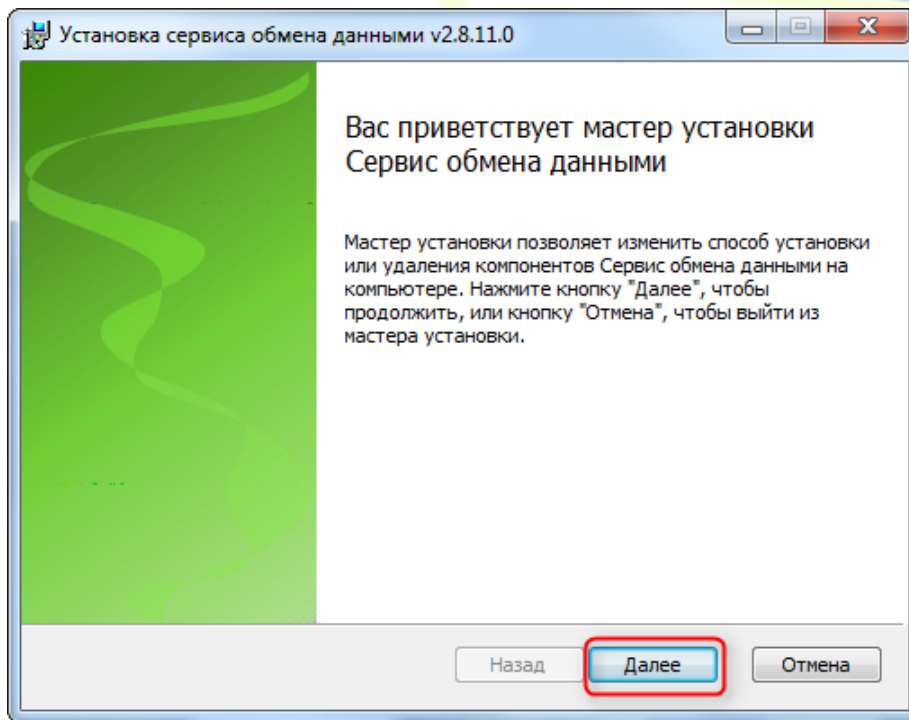 Установка сервиса обмена данными v2.8.11.0
Вас приветствует мастер установки
Сервис обмена данными
Мастер установки позволяет изменить способ установки
или удаления компонентов Сервис обмена данными на
компьютере. Нажмите кнопку "Далее", чтобы
продолжить, или кнопку "Отмена", чтобы выйти из
мастера установки.
Назад Далее Отмена